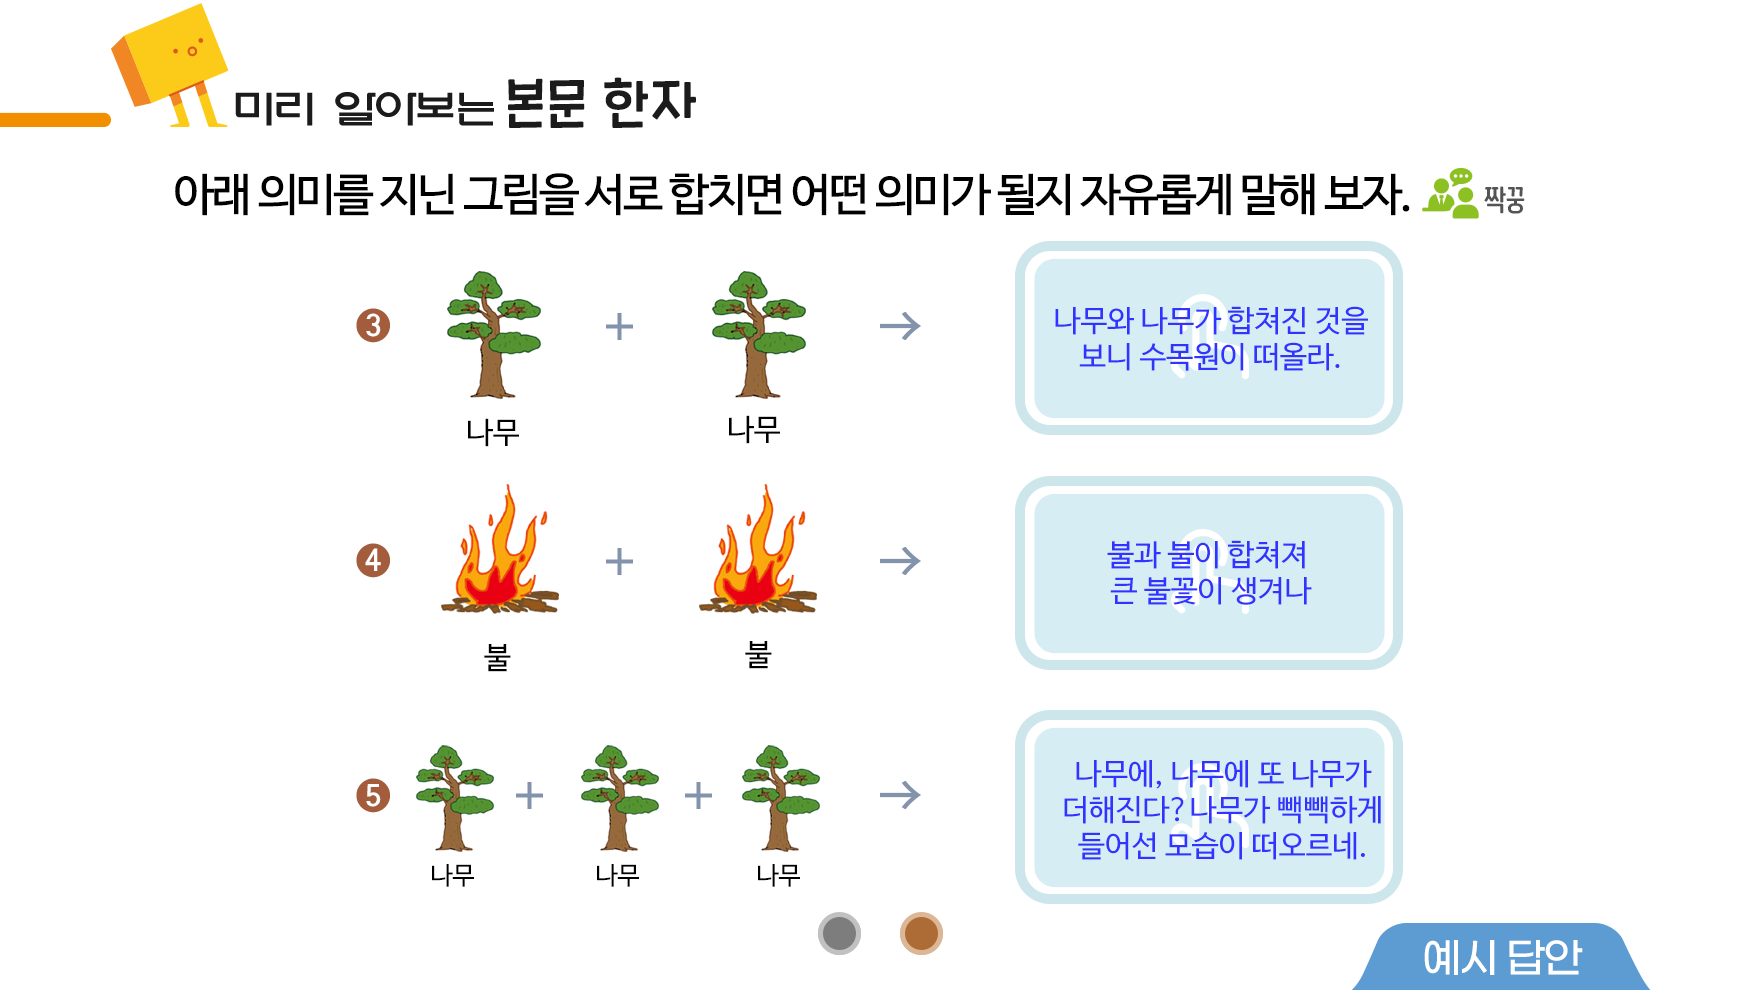 미리 알아보는 본문 한자
아래 의미를 지닌 그림을 서로 합치면 어떤 의미가 될지 자유롭게 말해 보자.
짝꿍
3
+
→
나무
나무
나무와 나무가 합쳐진 것을
보니 수목원이 떠올라.
4
+
→
불
불
불과 불이 합쳐져
큰 불꽃이 생겨나
5
+
+
→
나무
나무
나무
나무에, 나무에 또 나무가
더해진다? 나무가 빽빽하게
들어선 모습이 떠오르네.
예시 답안